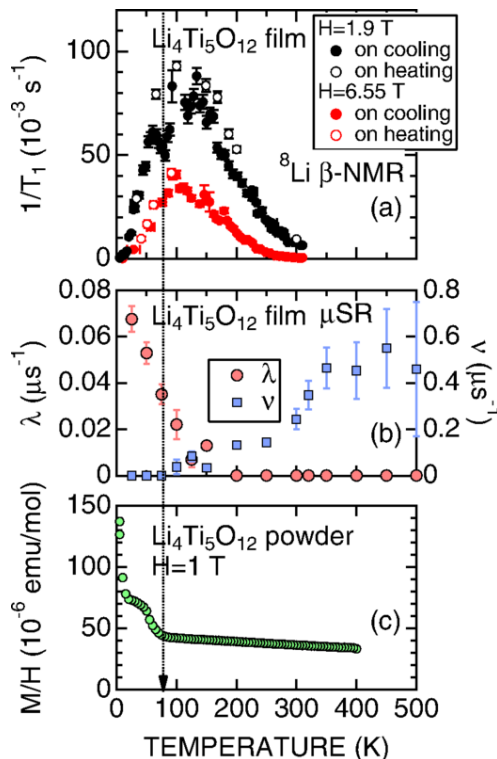 Li4Ti5O12 film
H=1.9 T
on cooling
on heating
H=6.55 T
on cooling
on heating
8Li β-NMR
(a)
1/T1 (10-3 s-1)
100
50
0
Li4Ti5O12 film μSR
λ
ν
(b)
λ (μs-1)
0.08
0.06
0.04
0.02
0
ν (μs-1)
0.8
0.6
0.4
0.2
0
Li4Ti5O12 powder
H=1 T
(c)
M/H (10-6 emu/mol)
150
100
50
0
0 100 200 300 400 500
TEMPERATURE (K)